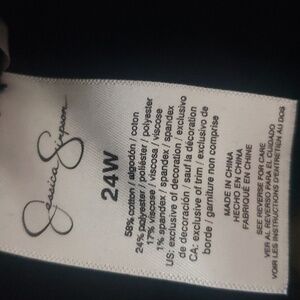 Jessica Simpson
24W
58% cotton / algodón / coton
24% polyester / poliéster / polyester
17% viscose / viscosa / viscose
1% spandex / spandex / spandex
US: exclusive of decoration / exclusivo
de decoración / sauf la décoration
CA: exclusive of trim / exclusivo de
borde / garniture non comprise
MADE IN CHINA
HECHO EN CHINA
FABRIQUÉ EN CHINE
SEE REVERSE FOR CARE
VER AL REVERSO PARA EL CUIDADO
VOIR LES INSTRUCTIONS D'ENTRETIEN AU DOS